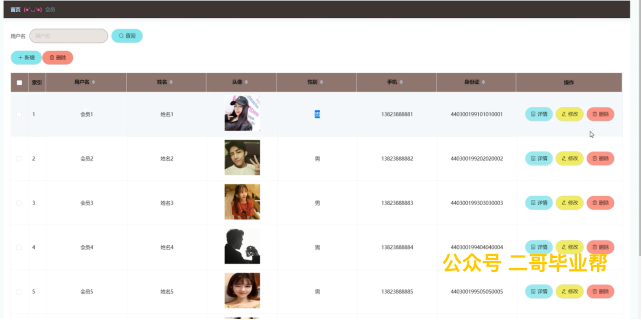 首页 (●'◡'●) 会员
用户名 用户名 查询
+ 新增 删除
索引 用户名 姓名 头像 性别 手机 身份证 操作
1 会员1 姓名1 男 13823888881 440300199101010001 详情 修改 删除
2 会员2 姓名2 男 13823888882 440300199202020002 详情 修改 删除
3 会员3 姓名3 男 13823888883 440300199303030003 详情 修改 删除
4 会员4 姓名4 男 13823888884 440300199404040004 详情 修改 删除
公众号 二哥毕业帮
5 会员5 姓名5 男 13823888885 440300199505050005 详情 修改 删除